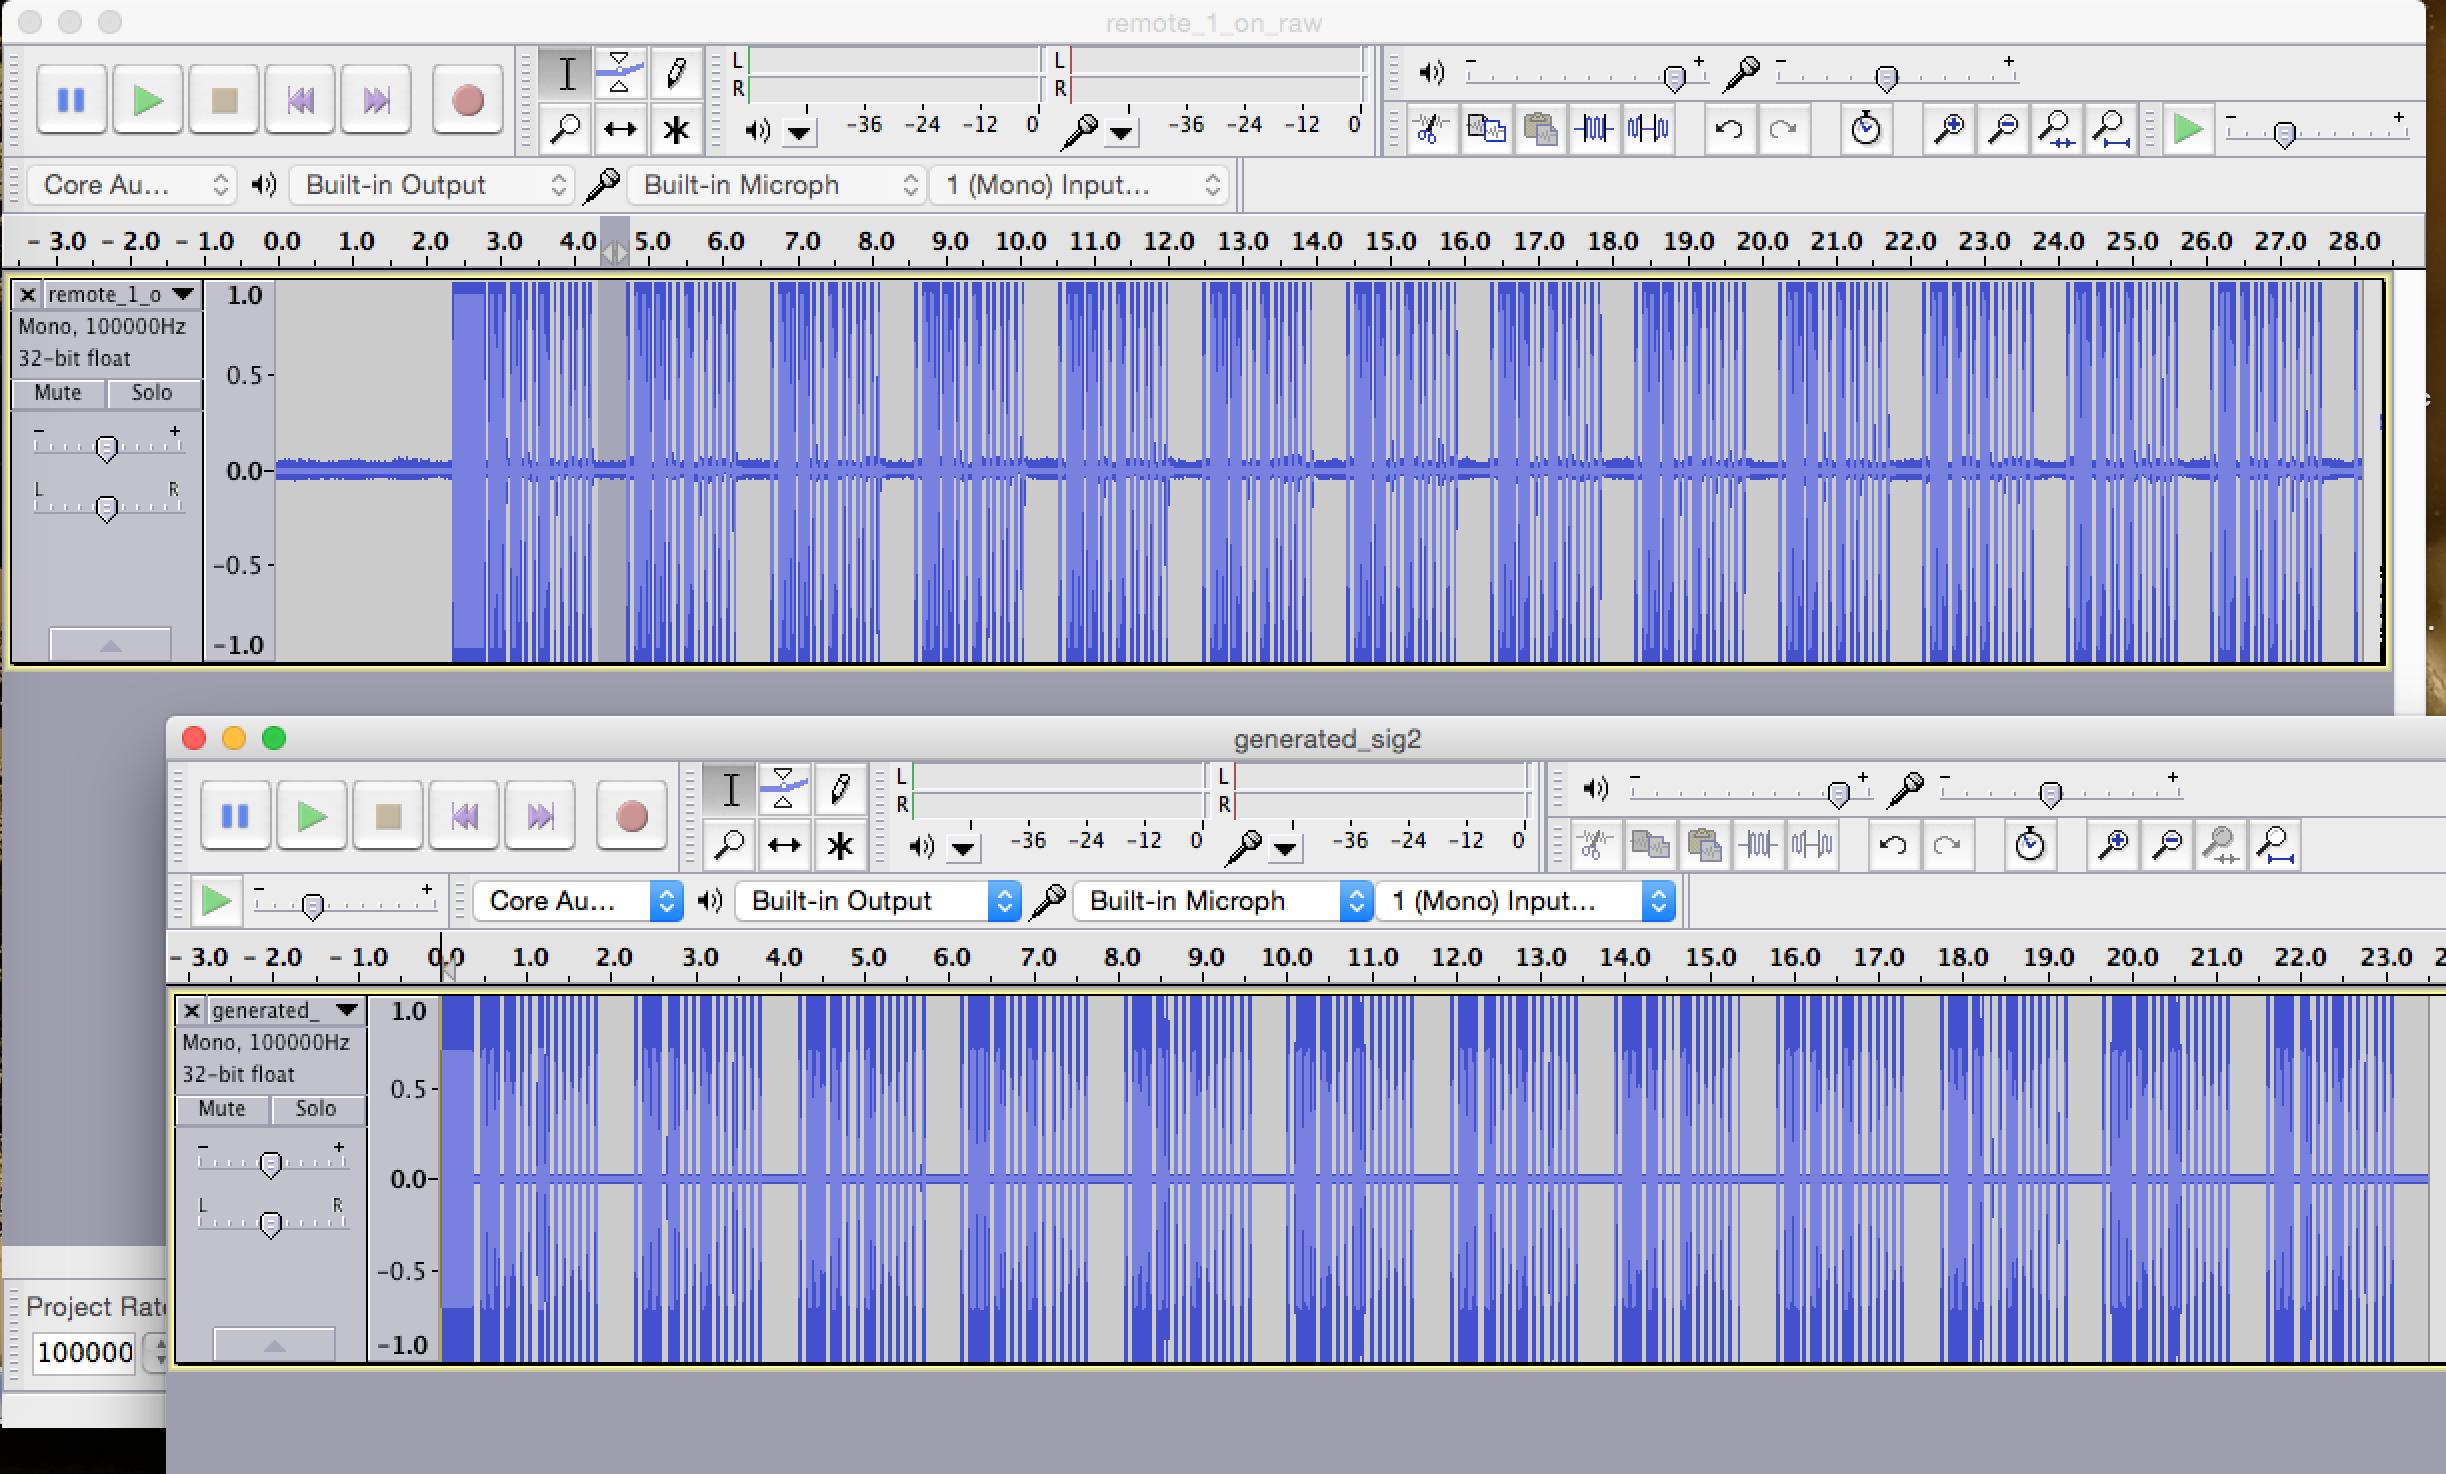 remote_1_on_raw
L
R
-36 -24 -12 0
L
R
-36 -24 -12 0
- +
- +
- +
Core Au... Built-in Output Built-in Microph 1 (Mono) Input...
- 3.0 - 2.0 - 1.0 0.0 1.0 2.0 3.0 4.0 5.0 6.0 7.0 8.0 9.0 10.0 11.0 12.0 13.0 14.0 15.0 16.0 17.0 18.0 19.0 20.0 21.0 22.0 23.0 24.0 25.0 26.0 27.0 28.0
remote_1_o
Mono, 100000Hz
32-bit float
Mute Solo
- +
L R
1.0
0.5-
0.0-
-0.5-
-1.0
generated_sig2
L
R
-36 -24 -12 0
L
R
-36 -24 -12 0
- +
- +
- +
Core Au... Built-in Output Built-in Microph 1 (Mono) Input...
- 3.0 - 2.0 - 1.0 0.0 1.0 2.0 3.0 4.0 5.0 6.0 7.0 8.0 9.0 10.0 11.0 12.0 13.0 14.0 15.0 16.0 17.0 18.0 19.0 20.0 21.0 22.0 23.0 2
generated_
Mono, 100000Hz
32-bit float
Mute Solo
- +
L R
1.0
0.5-
0.0-
-0.5-
-1.0
Project Rat
100000